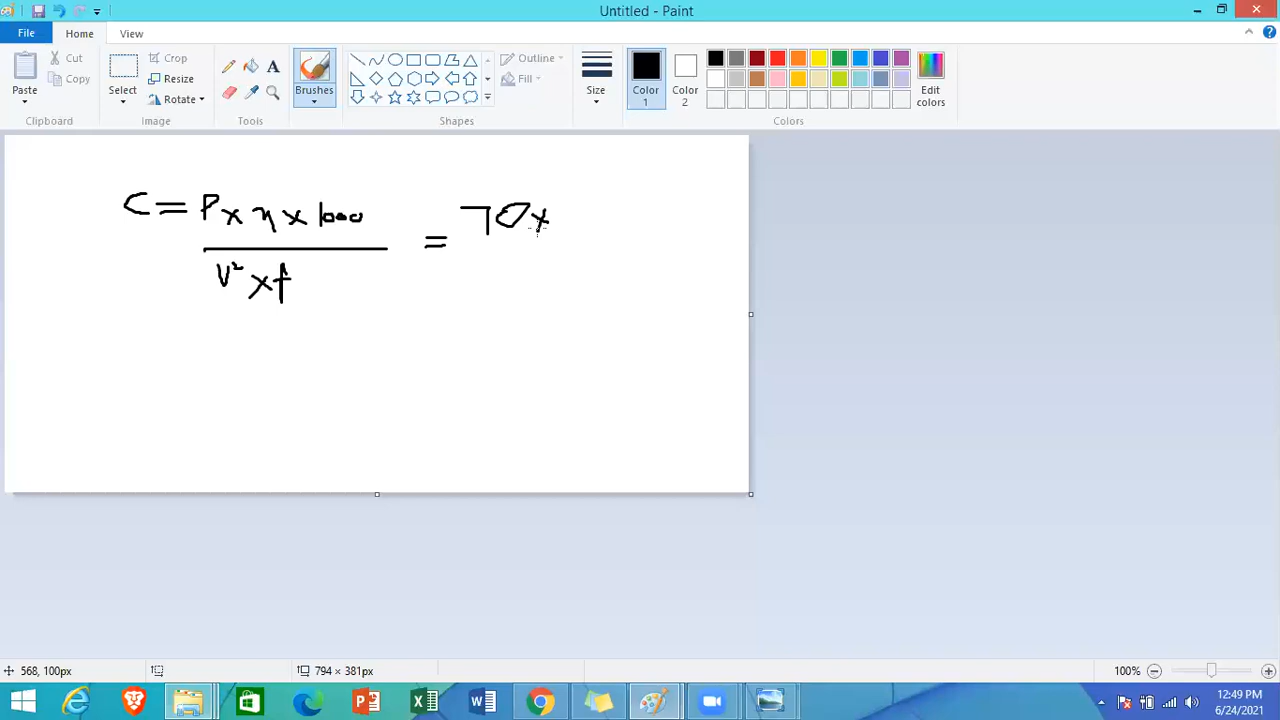 Untitled - Paint
File
Home
View
Paste
Cut
Copy
Clipboard
Select
Crop
Resize
Rotate
Image
Tools
Brushes
Shapes
Outline
Fill
Size
Color 1
Color 2
Edit colors
Colors
C = P x η x 1000 = 70x
V² x f
568, 100px
794 × 381px
100%
12:49 PM
6/24/2021